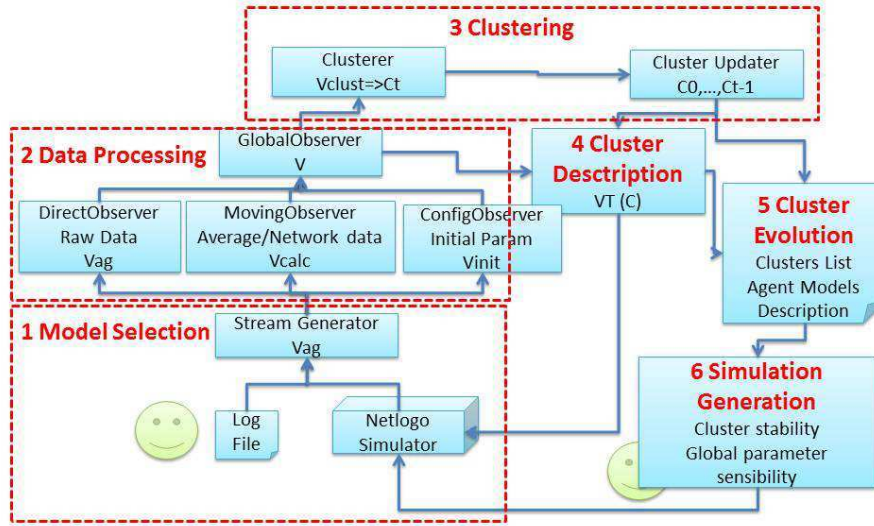 3 Clustering
Clusterer
Vclust=>Ct
Cluster Updater
C0,...,Ct-1
2 Data Processing
GlobalObserver
V
4 Cluster
Desctription
VT (C)
DirectObserver
Raw Data
Vag
MovingObserver
Average/Network data
Vcalc
ConfigObserver
Initial Param
Vinit
5 Cluster
Evolution
Clusters List
Agent Models
Description
1 Model Selection
Stream Generator
Vag
Log
File
Netlogo
Simulator
6 Simulation
Generation
Cluster stability
Global parameter
sensibility